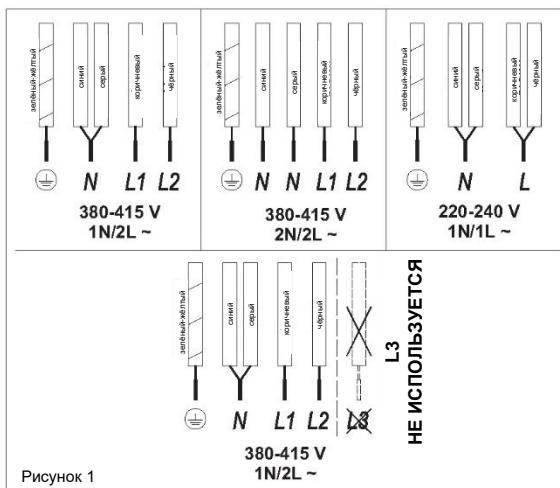 зелёный-жёлтый
синий
серый
коричневый
чёрный
N L1 L2
380-415 V
1N/2L ~
зелёный-жёлтый
синий
серый
коричневый
чёрный
N N L1 L2
380-415 V
2N/2L ~
зелёный-жёлтый
синий
серый
коричневый
чёрный
N L
220-240 V
1N/1L ~
зелёный-жёлтый
синий
серый
коричневый
чёрный
N L1 L2 L3
380-415 V
1N/2L ~
L3
НЕ ИСПОЛЬЗУЕТСЯ
Рисунок 1